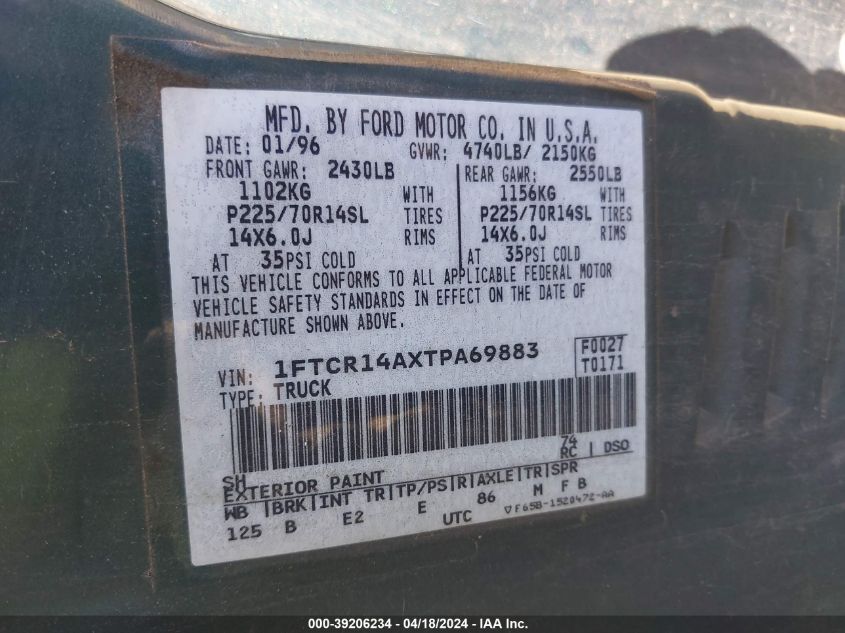 MFD. BY FORD MOTOR CO. IN U.S.A.
DATE: 01/96 GVWR: 4740LB/ 2150KG
FRONT GAWR: 2430LB REAR GAWR: 2550LB
1102KG WITH 1156KG WITH
P225/70R14SL TIRES P225/70R14SL TIRES
14X6.0J RIMS 14X6.0J RIMS
AT 35PSI COLD AT 35PSI COLD
THIS VEHICLE CONFORMS TO ALL APPLICABLE FEDERAL MOTOR
VEHICLE SAFETY STANDARDS IN EFFECT ON THE DATE OF
MANUFACTURE SHOWN ABOVE.
VIN: 1FTCR14AXTPA69883 F0027
TYPE: TRUCK T0171
74
SH RC DSO
EXTERIOR PAINT
WB BRK INT TR TP/PS R AXLE TR SPR
125 B E2 E 86 M F B
UTC ▽F65B-1520472-AA
000-39206234 - 04/18/2024 - IAA Inc.